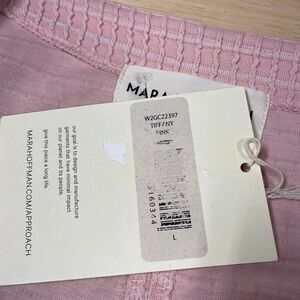 MARA
W2GC22397
TIFFANY
PINK
L
our goal is to design and manufacture
garments that have minimal impact
on our planet and its people.
give this piece a long life.
MARAHOFFMAN.COM/APPROACH